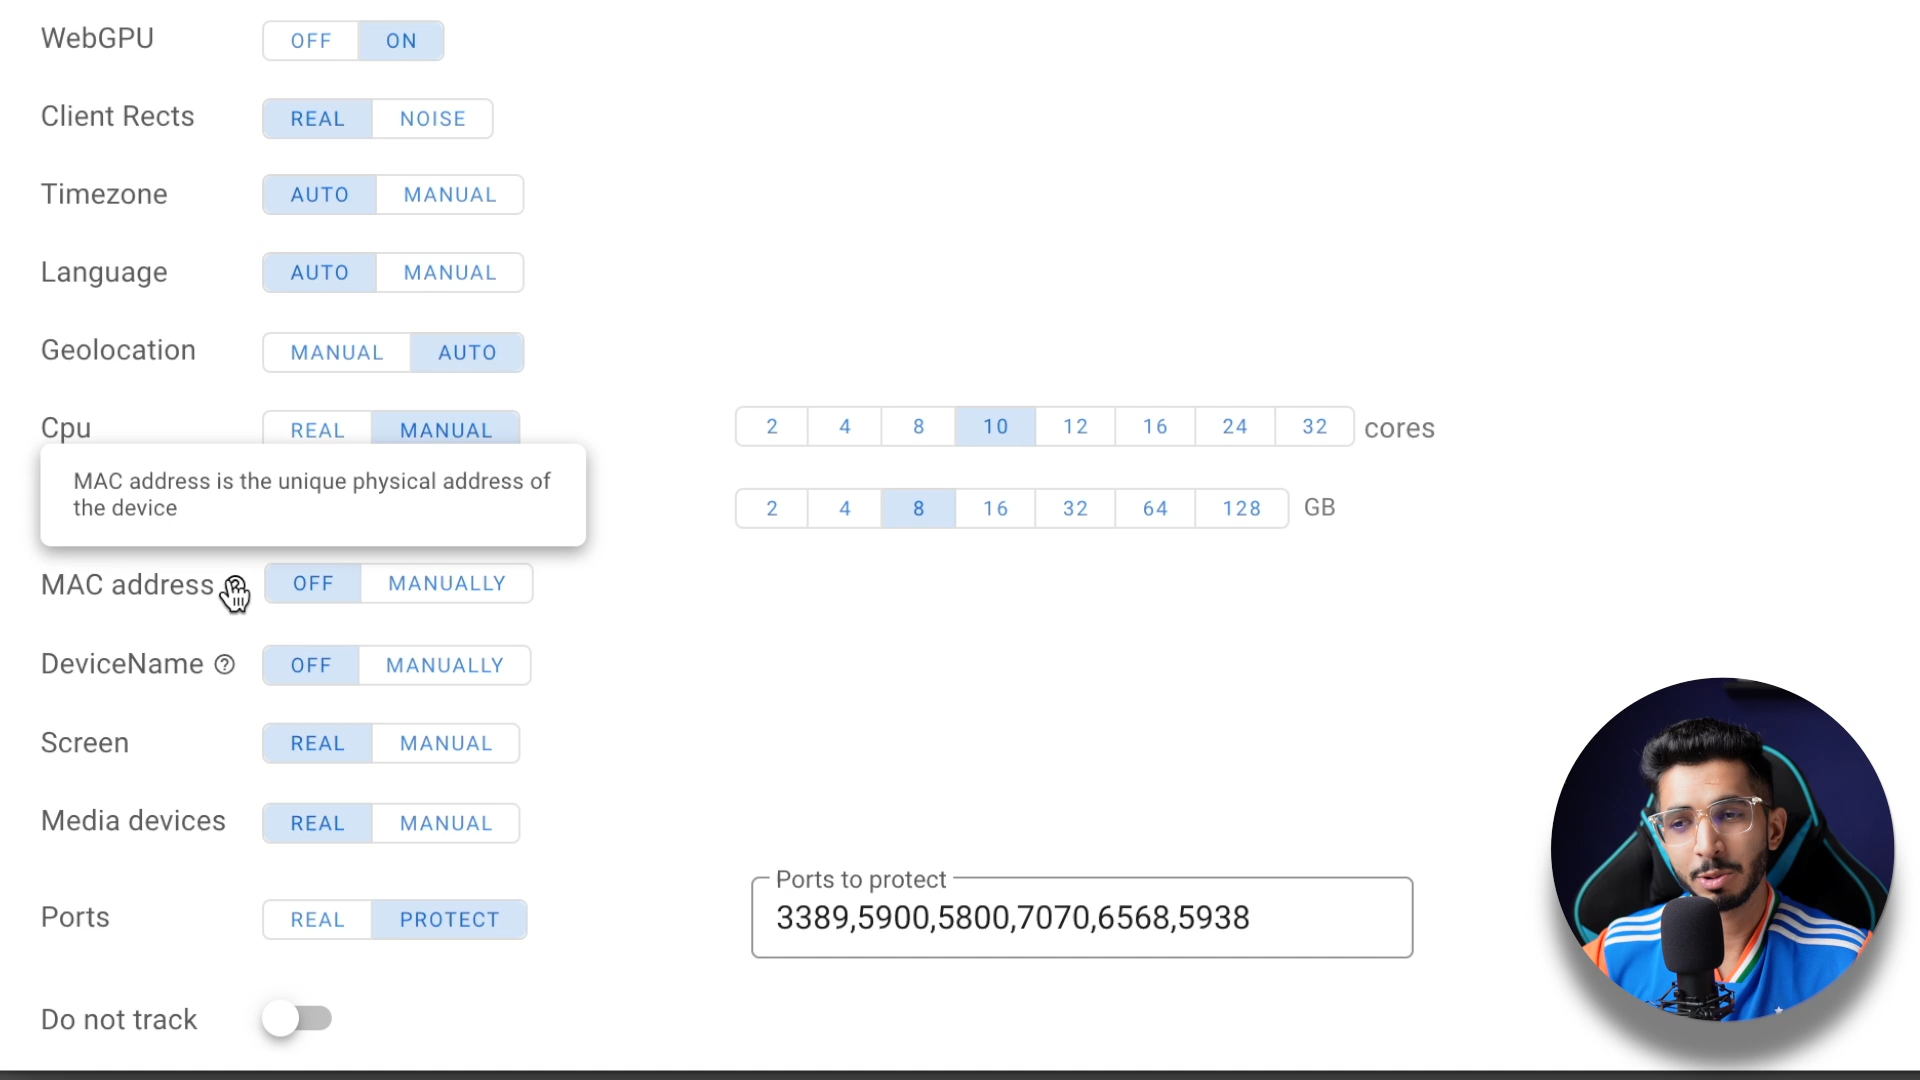 WebGPU OFF ON
Client Rects REAL NOISE
Timezone AUTO MANUAL
Language AUTO MANUAL
Geolocation MANUAL AUTO
Cpu REAL MANUAL 2 4 8 10 12 16 24 32 cores
MAC address is the unique physical address of
the device
2 4 8 16 32 64 128 GB
MAC address OFF MANUALLY
DeviceName ? OFF MANUALLY
Screen REAL MANUAL
Media devices REAL MANUAL
Ports to protect
Ports REAL PROTECT 3389,5900,5800,7070,6568,5938
Do not track